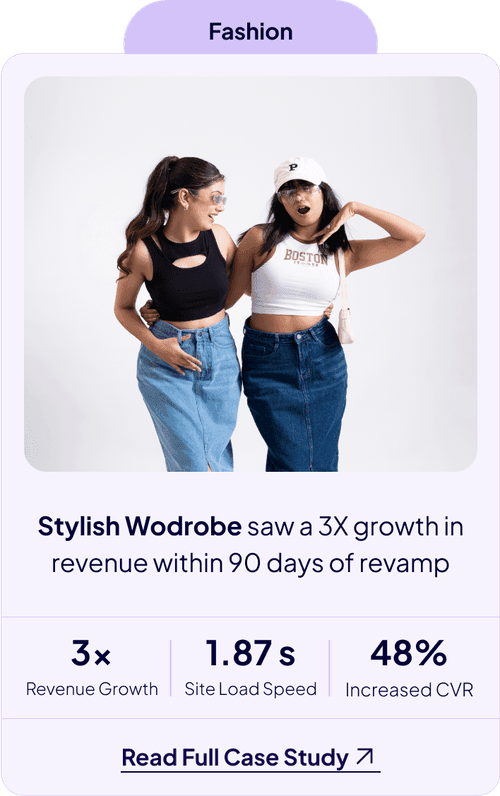 Fashion
P
BOSTON
Stylish Wodrobe saw a 3X growth in
revenue within 90 days of revamp
3×
Revenue Growth
1.87 s
Site Load Speed
48%
Increased CVR
Read Full Case Study ↗